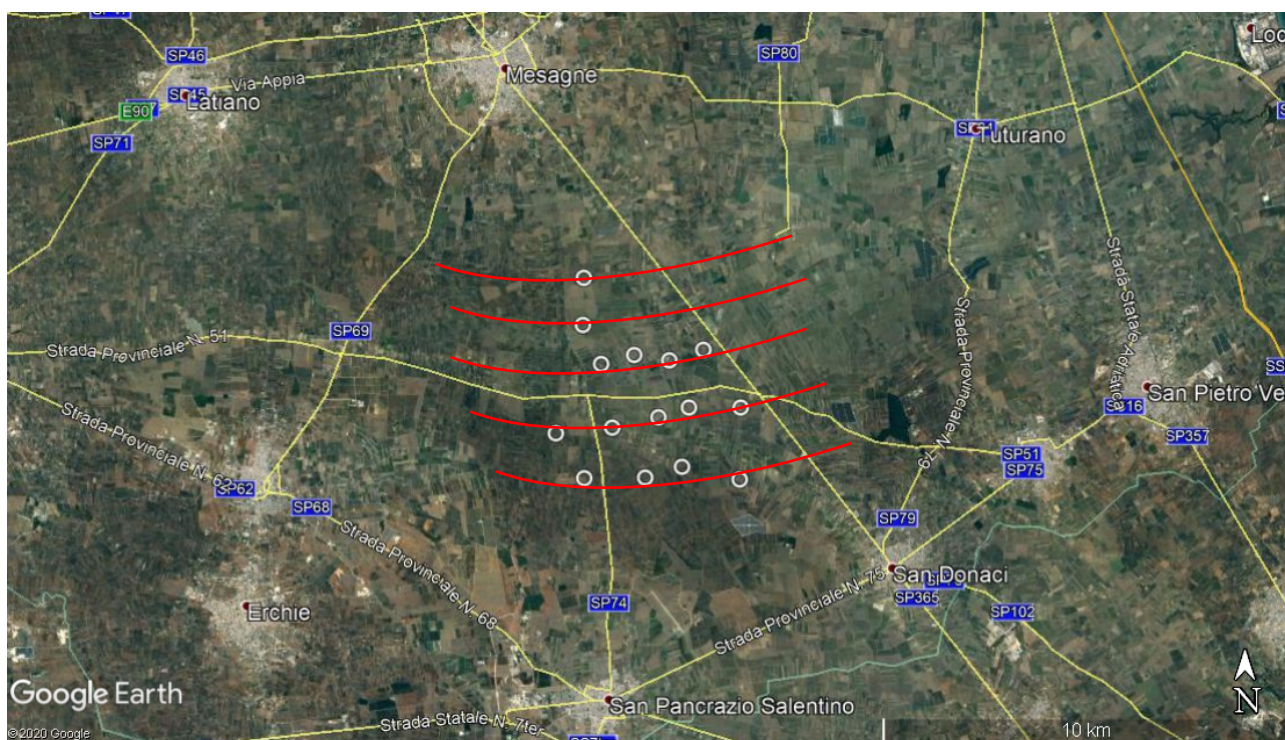 SP46
Via Appia
Mesagne
SP80
SP45
Latiano
E90
SP71
SP81
Tuturano
Strada Statale Adriatica
Strada Provinciale N. 51
SP69
Strada Provinciale N. 79
San Pietro Ve
SP16
SP357
Strada Provinciale N. 62
SP51
SP75
SP62
SP68
SP79
Strada Provinciale N. 68
Strada Provinciale N. 75
San Donaci
SP365
SP102
SP74
Erchie
San Pancrazio Salentino
Strada Statale N. 7ter
Google Earth
©2020 Google
10 km
N